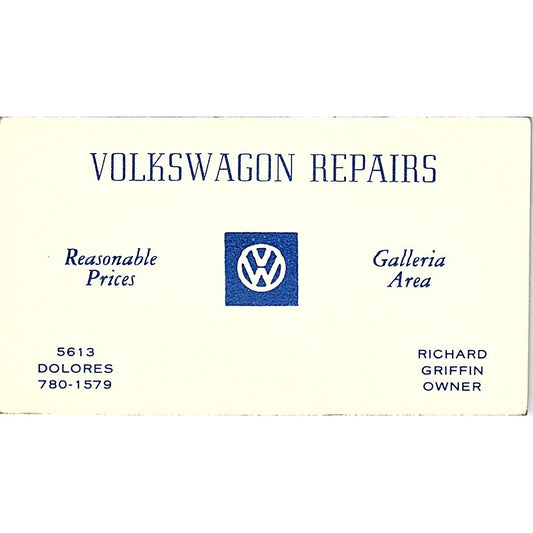 VOLKSWAGON REPAIRS
Reasonable
Prices
VW
Galleria
Area
5613
DOLORES
780-1579
RICHARD
GRIFFIN
OWNER